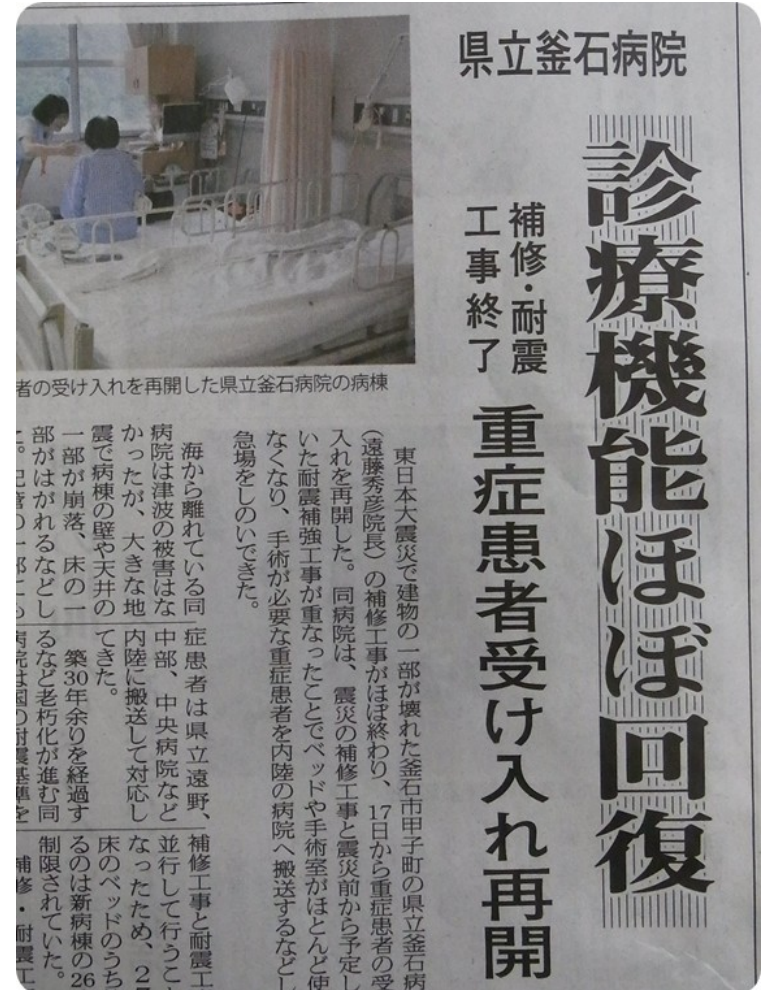 県立釜石病院
診療機能ほぼ回復
補修・耐震
工事終了
重症患者受け入れ再開
者の受け入れを再開した県立釜石病院の病棟
東日本大震災で建物の一部が壊れた釜石市甲子町の県立釜石病
(遠藤秀彦院長)の補修工事がほぼ終わり、17日から重症患者の受
入れを再開した。同病院は、震災の補修工事と震災前から予定し
いた耐震補強工事が重なったことでベッドや手術室がほとんど使
なくなり、手術が必要な重症患者を内陸の病院へ搬送するなどし
急場をしのいできた。
海から離れている同
病院は津波の被害はな
かったが、大きな地
震で病棟の壁や天井の
一部が崩落、床の一
部がはがれるなどし
症患者は県立遠野、
中部、中央病院など
内陸に搬送して対応し
てきた。
築30年余りを経過す
るなど老朽化が進む同
病院は国の耐震基準を
補修工事と耐震工
並行して行うこ
なったため、2
床のベッドのうち
るのは新病棟の26
制限されていた。
補修・耐震工